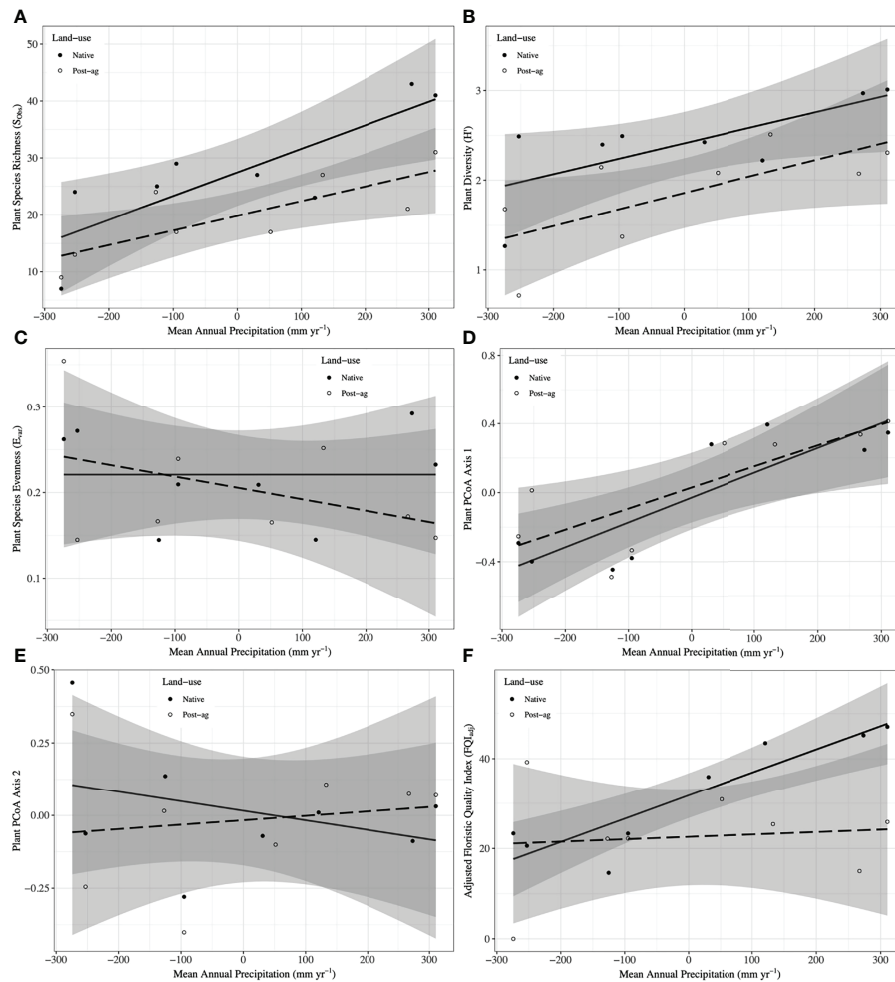 A
Land−use
Native
Post−ag
50
40
30
20
10
Plant Species Richness (S_Obs.)
−300 −200 −100 0 100 200 300
Mean Annual Precipitation (mm yr⁻¹)
B
Land−use
Native
Post−ag
3
2
1
Plant Diversity (H')
−300 −200 −100 0 100 200 300
Mean Annual Precipitation (mm yr⁻¹)
C
Land−use
Native
Post−ag
0.3
0.2
0.1
Plant Species Evenness (E_var)
−300 −200 −100 0 100 200 300
Mean Annual Precipitation (mm yr⁻¹)
D
Land−use
Native
Post−ag
0.8
0.4
0.0
−0.4
Plant PCoA Axis 1
−300 −200 −100 0 100 200 300
Mean Annual Precipitation (mm yr⁻¹)
E
Land−use
Native
Post−ag
0.50
0.25
0.00
−0.25
Plant PCoA Axis 2
−300 −200 −100 0 100 200 300
Mean Annual Precipitation (mm yr⁻¹)
F
Land−use
Native
Post−ag
40
20
0
Adjusted Floristic Quality Index (FQI_adj)
−300 −200 −100 0 100 200 300
Mean Annual Precipitation (mm yr⁻¹)